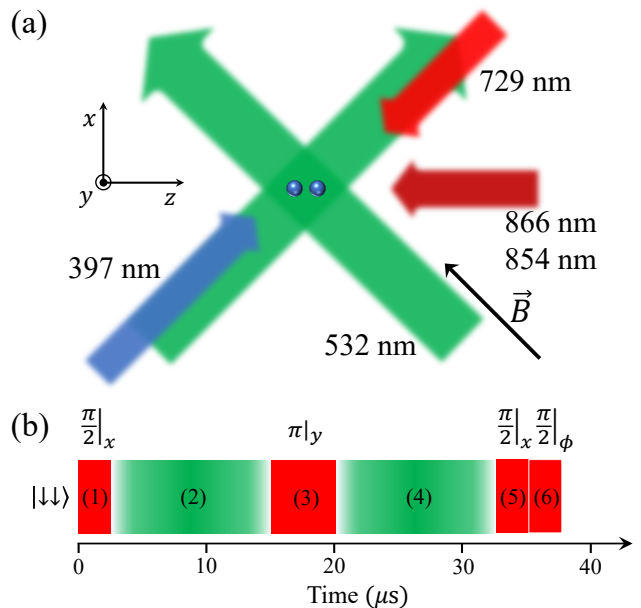 (a)
729 nm
x
y
z
866 nm
854 nm
397 nm
532 nm
B⃗
(b)
π/2|x π|y π/2|x π/2|ϕ
|↓↓⟩ (1) (2) (3) (4) (5) (6)
0 10 20 30 40
Time (μs)